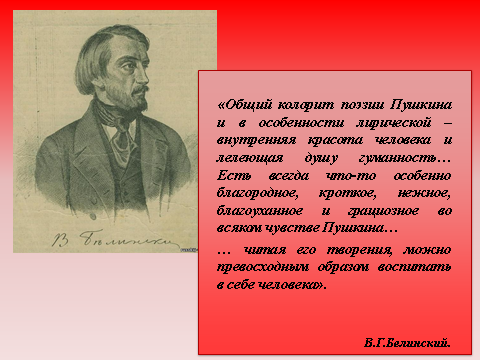 В Бѣлинскій
«Общий колорит поэзии Пушкина
и в особенности лирической –
внутренняя красота человека и
лелеющая душу гуманность…
Есть всегда что-то особенно
благородное, кроткое, нежное,
благоуханное и грациозное во
всяком чувстве Пушкина…
… читая его творения, можно
превосходным образом воспитать
в себе человека».
В.Г.Белинский.